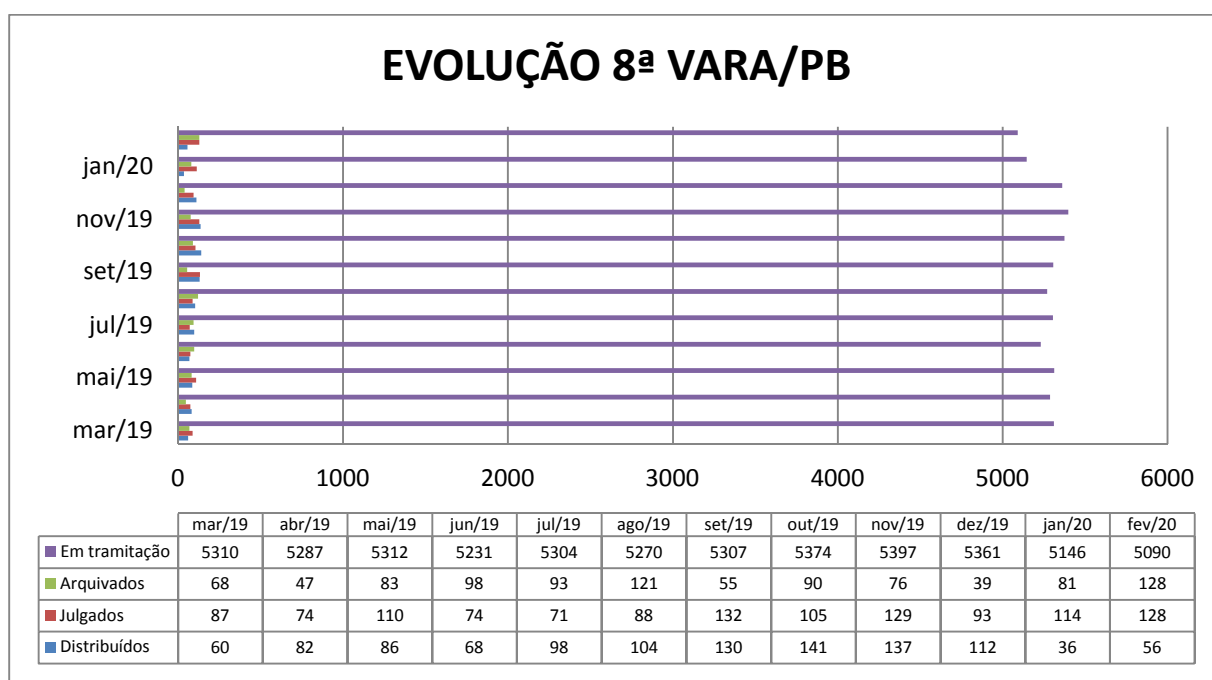 EVOLUÇÃO 8ª VARA/PB
jan/20
nov/19
set/19
jul/19
mai/19
mar/19
0 1000 2000 3000 4000 5000 6000
mar/19 abr/19 mai/19 jun/19 jul/19 ago/19 set/19 out/19 nov/19 dez/19 jan/20 fev/20
Em tramitação 5310 5287 5312 5231 5304 5270 5307 5374 5397 5361 5146 5090
Arquivados 68 47 83 98 93 121 55 90 76 39 81 128
Julgados 87 74 110 74 71 88 132 105 129 93 114 128
Distribuídos 60 82 86 68 98 104 130 141 137 112 36 56